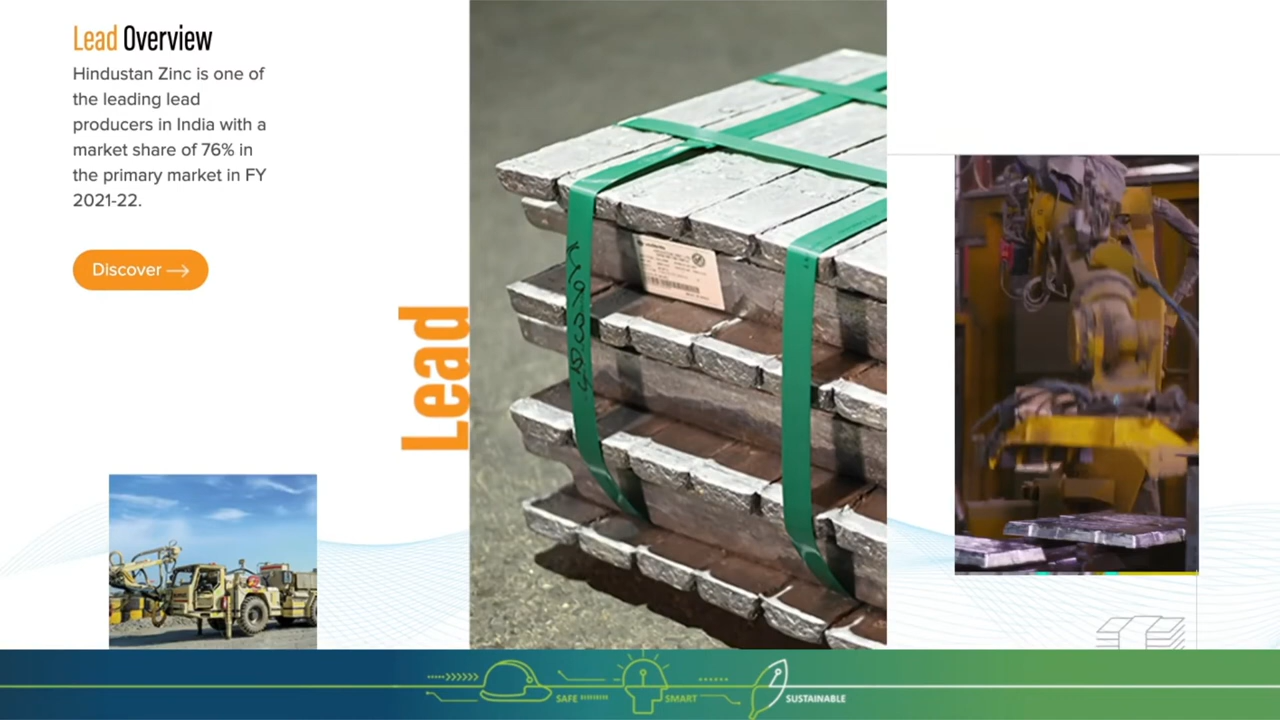 Lead Overview
Hindustan Zinc is one of
the leading lead
producers in India with a
market share of 76% in
the primary market in FY
2021-22.
Discover →
Lead
SAFE
SMART
SUSTAINABLE